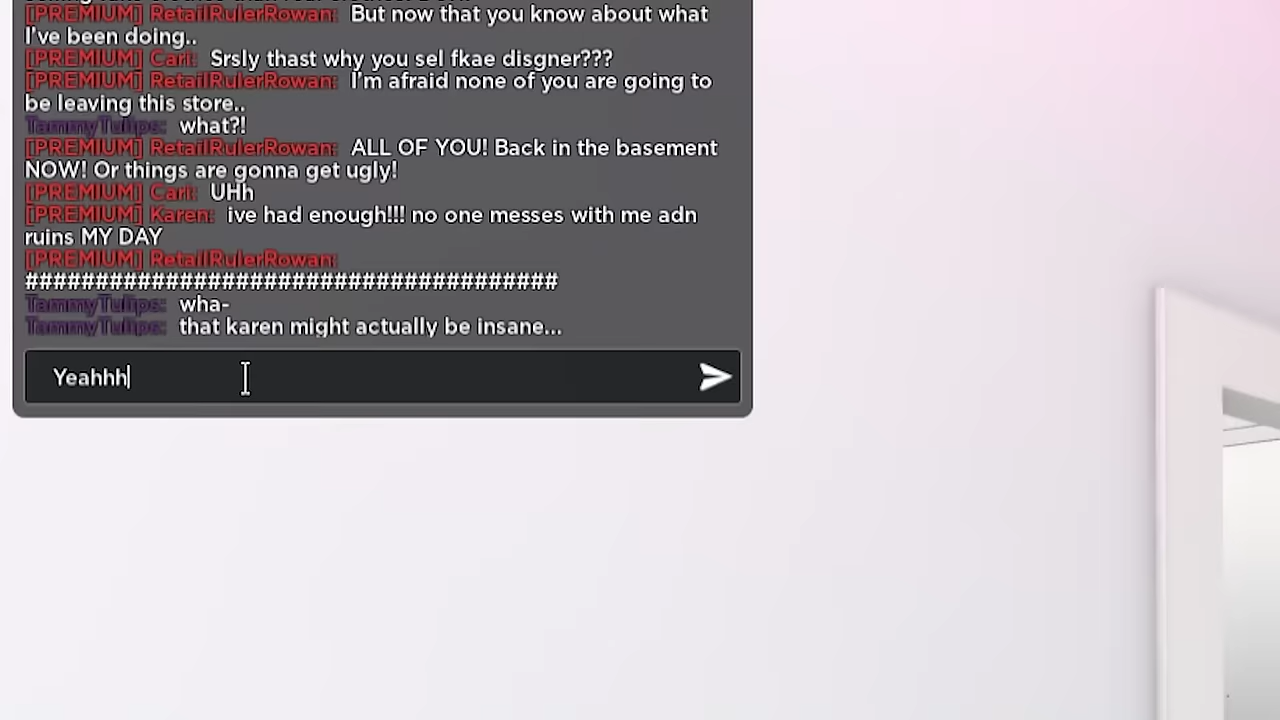 [PREMIUM] RetailRulerRowan: But now that you know about what
I've been doing..
[PREMIUM] Cari: Srsly thast why you sel fkae disgner???
[PREMIUM] RetailRulerRowan: I'm afraid none of you are going to
be leaving this store..
TammyTulips: what?!
[PREMIUM] RetailRulerRowan: ALL OF YOU! Back in the basement
NOW! Or things are gonna get ugly!
[PREMIUM] Cari: UHh
[PREMIUM] Karen: ive had enough!!! no one messes with me adn
ruins MY DAY
[PREMIUM] RetailRulerRowan:
######################################
TammyTulips: wha-
TammyTulips: that karen might actually be insane...
Yeahhh